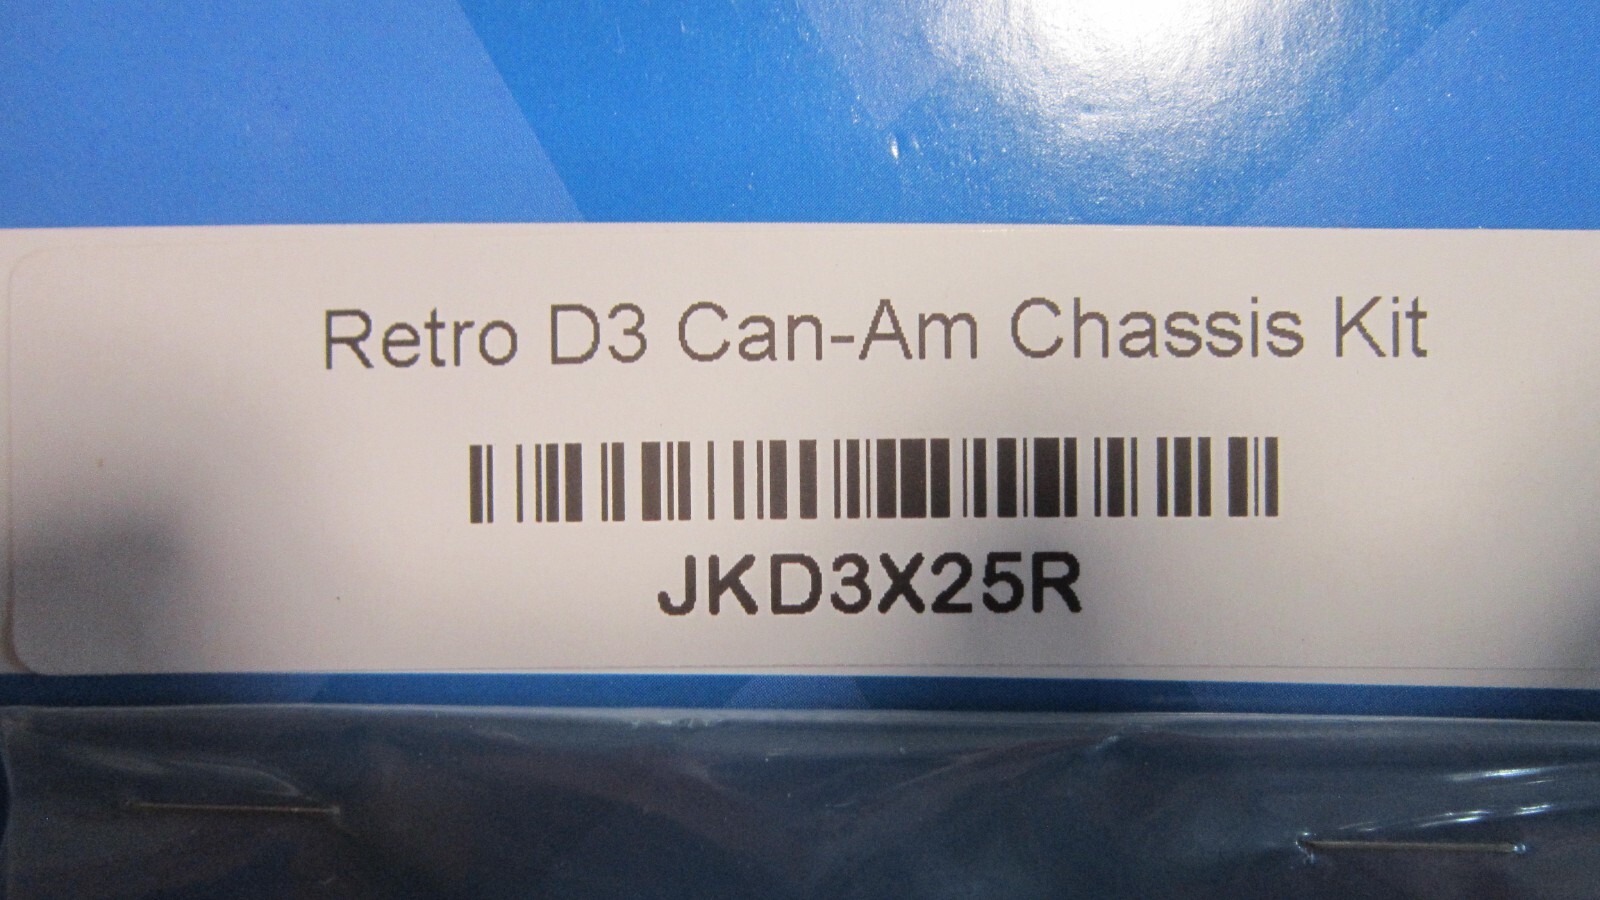 Retro D3 Can-Am Chassis Kit
JKD3X25R